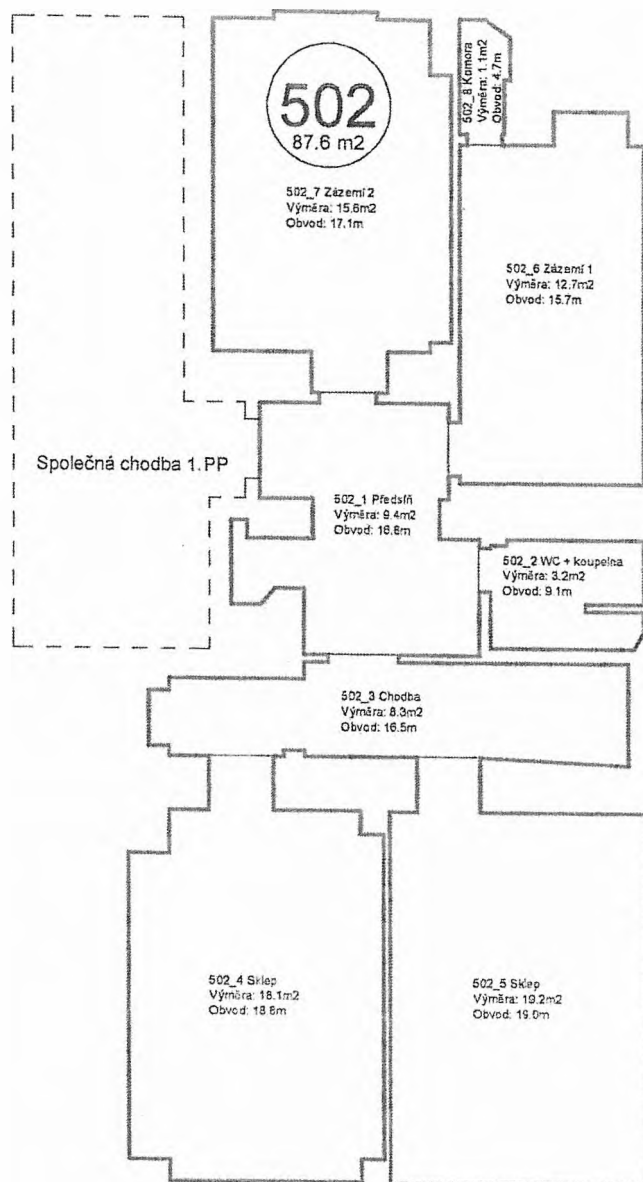 502
87.6 m2
502_8 Komora
Výměra: 1.1m2
Obvod: 4.7m
502_7 Zázemí 2
Výměra: 15.6m2
Obvod: 17.1m
502_6 Zázemí 1
Výměra: 12.7m2
Obvod: 15.7m
Společná chodba 1.PP
502_1 Předsíň
Výměra: 9.4m2
Obvod: 16.6m
502_2 WC + koupelna
Výměra: 3.2m2
Obvod: 9.1m
502_3 Chodba
Výměra: 8.3m2
Obvod: 16.5m
502_4 Sklep
Výměra: 18.1m2
Obvod: 18.8m
502_5 Sklep
Výměra: 19.2m2
Obvod: 19.0m